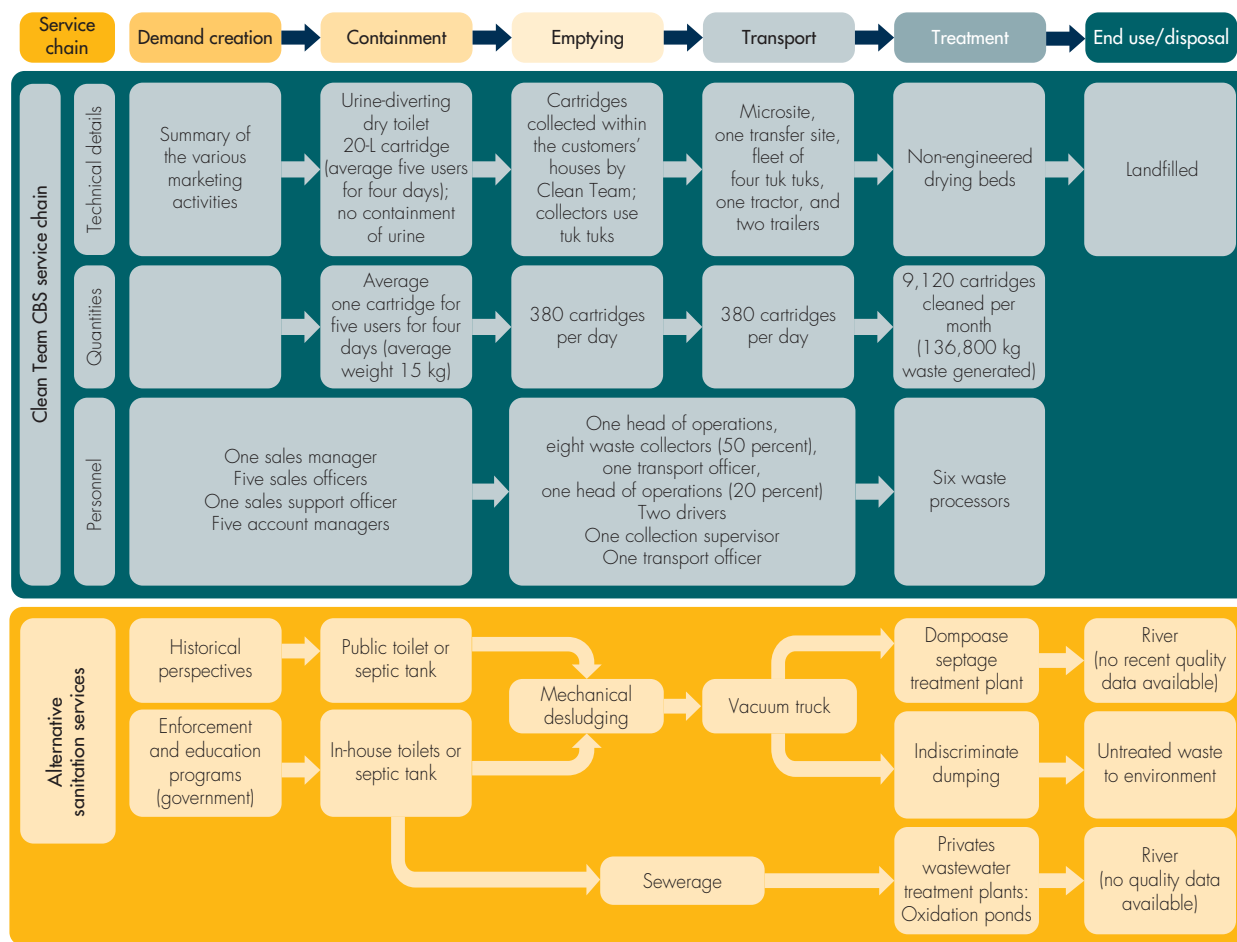 Service
chain
Demand creation
Containment
Emptying
Transport
Treatment
End use/disposal
Clean Team CBS service chain
Technical details
Summary of
the various
marketing
activities
Urine-diverting
dry toilet
20-L cartridge
(average five users
for four days);
no containment
of urine
Cartridges
collected within
the customers’
houses by
Clean Team;
collectors use
tuk tuks
Microsite,
one transfer site,
fleet of
four tuk tuks,
one tractor, and
two trailers
Non-engineered
drying beds
Landfilled
Quantities
Average
one cartridge for
five users for four
days (average
weight 15 kg)
380 cartridges
per day
380 cartridges
per day
9,120 cartridges
cleaned per
month
(136,800 kg
waste generated)
Personnel
One sales manager
Five sales officers
One sales support officer
Five account managers
One head of operations,
eight waste collectors (50 percent),
one transport officer,
one head of operations (20 percent)
Two drivers
One collection supervisor
One transport officer
Six waste
processors
Alternative
sanitation services
Historical
perspectives
Public toilet or
septic tank
Enforcement
and education
programs
(government)
In-house toilets or
septic tank
Mechanical
desludging
Vacuum truck
Dompoase
septage
treatment plant
River
(no recent quality
data available)
Indiscriminate
dumping
Untreated waste
to environment
Sewerage
Privates
wastewater
treatment plants:
Oxidation ponds
River
(no quality data
available)